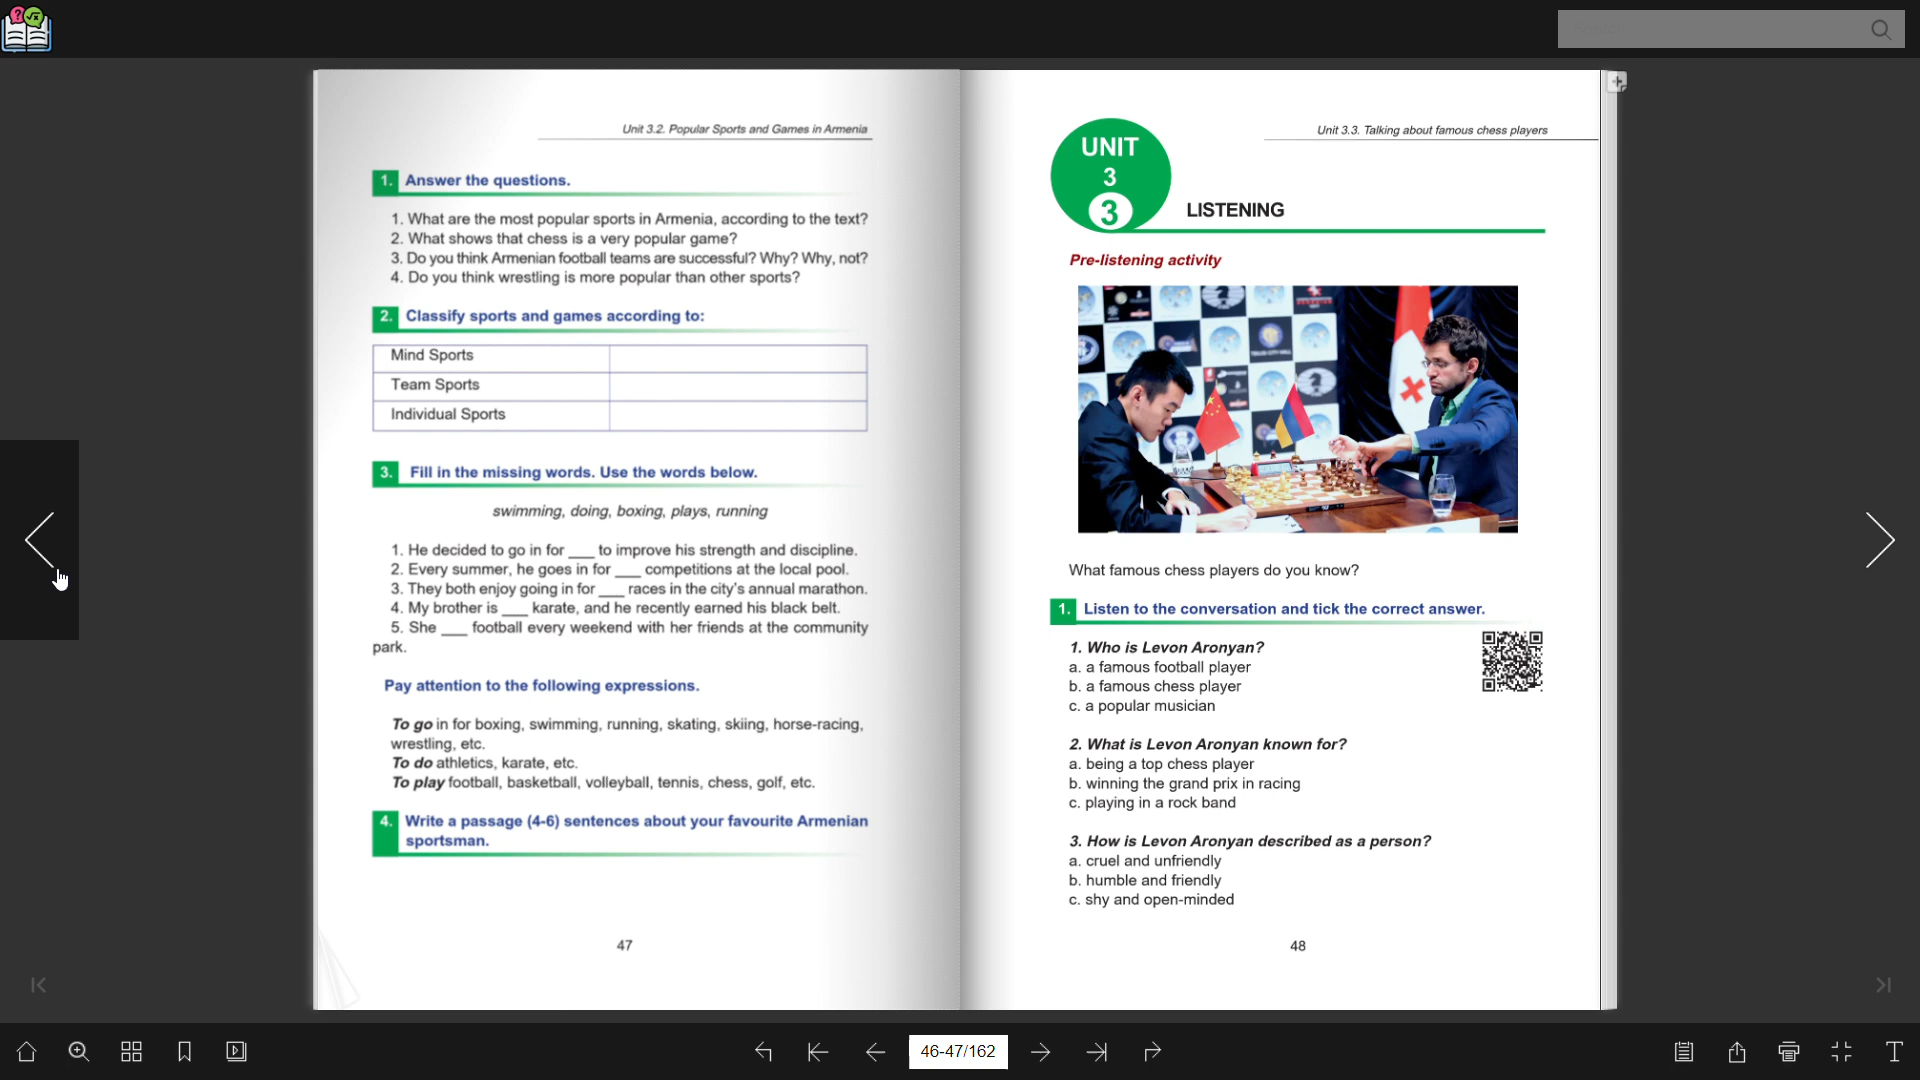 Unit 3.2. Popular Sports and Games in Armenia
1. Answer the questions.
1. What are the most popular sports in Armenia, according to the text?
2. What shows that chess is a very popular game?
3. Do you think Armenian football teams are successful? Why? Why, not?
4. Do you think wrestling is more popular than other sports?
2. Classify sports and games according to:
Mind Sports
Team Sports
Individual Sports
3. Fill in the missing words. Use the words below.
swimming, doing, boxing, plays, running
1. He decided to go in for ___ to improve his strength and discipline.
2. Every summer, he goes in for ___ competitions at the local pool.
3. They both enjoy going in for ___ races in the city's annual marathon.
4. My brother is ___ karate, and he recently earned his black belt.
5. She ___ football every weekend with her friends at the community
park.
Pay attention to the following expressions.
To go in for boxing, swimming, running, skating, skiing, horse-racing,
wrestling, etc.
To do athletics, karate, etc.
To play football, basketball, volleyball, tennis, chess, golf, etc.
4. Write a passage (4-6) sentences about your favourite Armenian
sportsman.
47
Unit 3.3. Talking about famous chess players
UNIT
3
3
LISTENING
Pre-listening activity
What famous chess players do you know?
1. Listen to the conversation and tick the correct answer.
1. Who is Levon Aronyan?
a. a famous football player
b. a famous chess player
c. a popular musician
2. What is Levon Aronyan known for?
a. being a top chess player
b. winning the grand prix in racing
c. playing in a rock band
3. How is Levon Aronyan described as a person?
a. cruel and unfriendly
b. humble and friendly
c. shy and open-minded
48
46-47/162